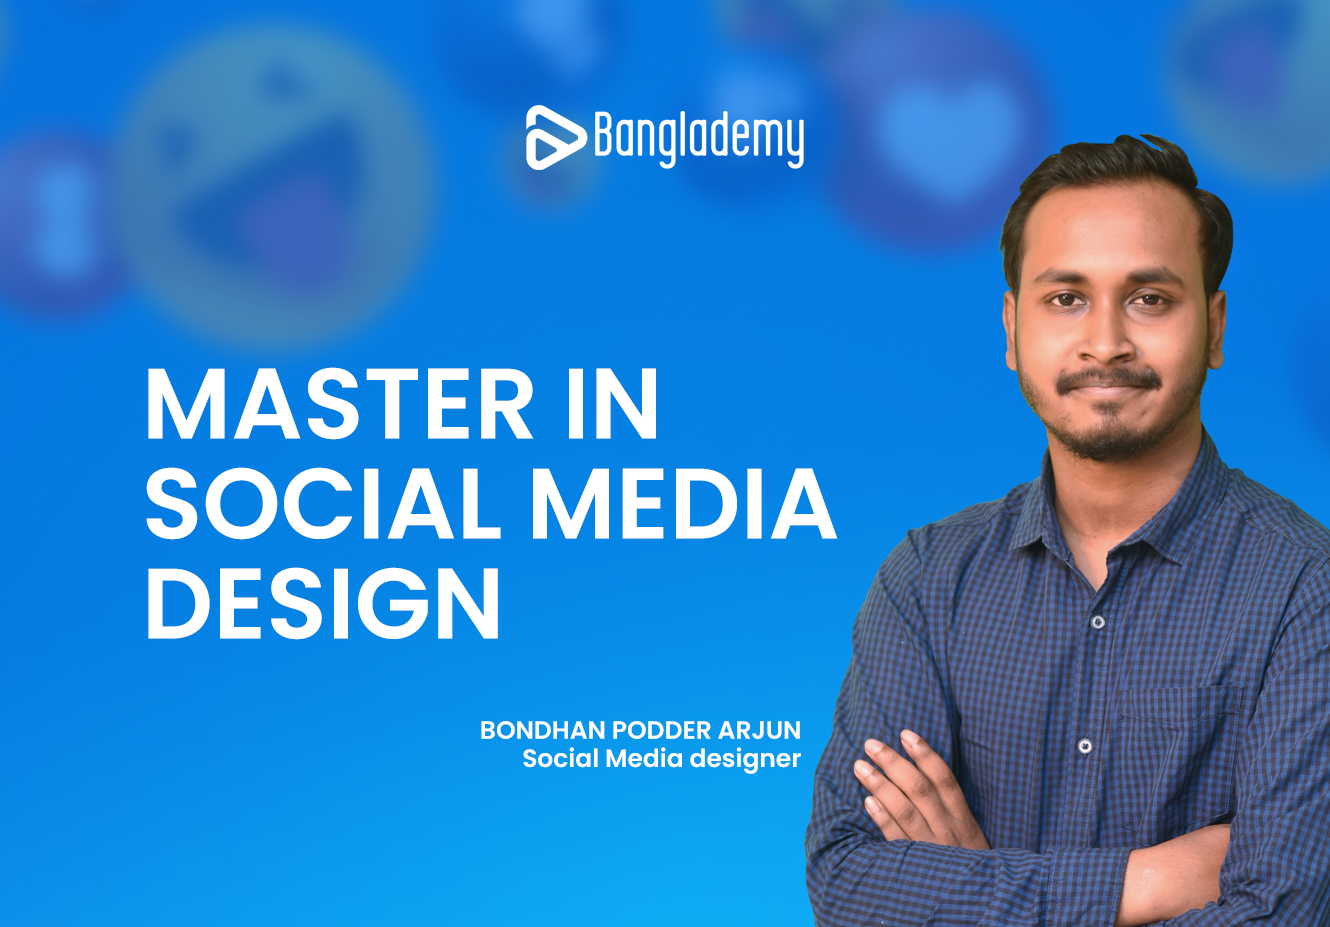 Banglademy
MASTER IN
SOCIAL MEDIA
DESIGN
BONDHAN PODDER ARJUN
Social Media designer